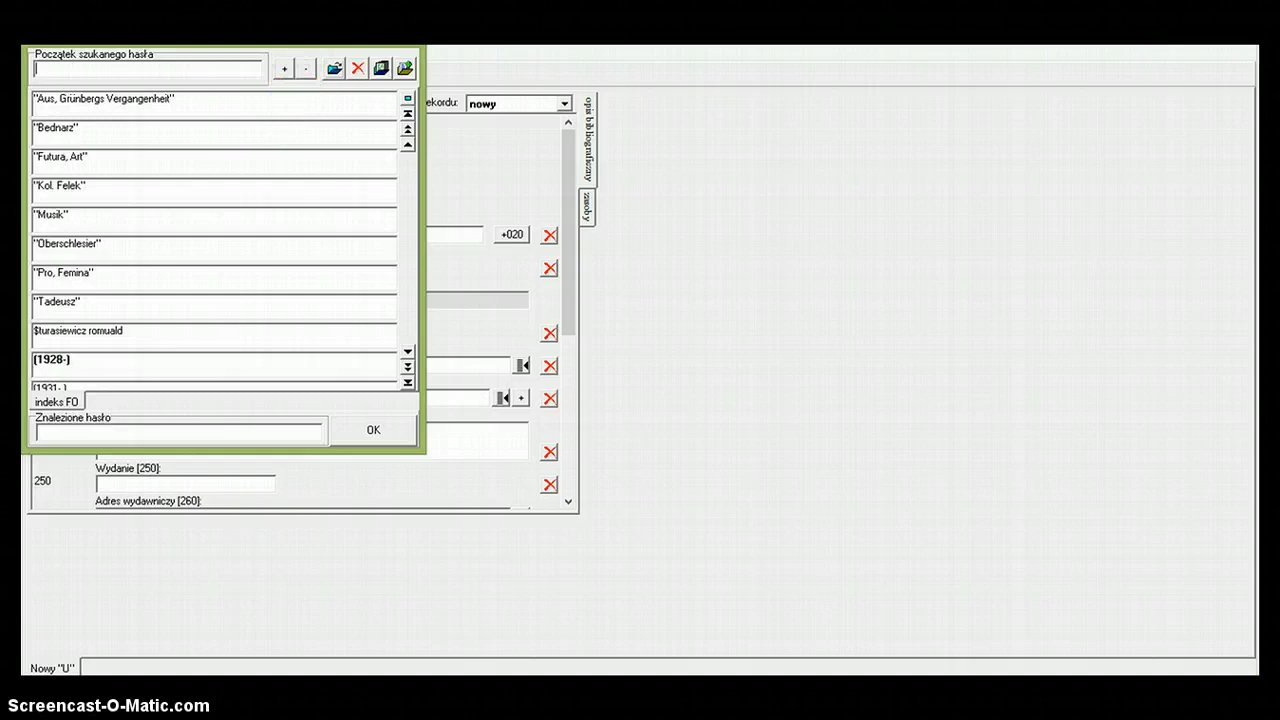 Początek szukanego hasła
+ -
"Aus, Grünbergs Vergangenheit"
"Bednarz"
"Futura, Art"
"Kol. Felek"
"Musik"
"Oberschlesier"
"Pro, Femina"
"Tadeusz"
$turasiewicz romuald
(1928-)
(1931- )
indeks FO
Znalezione hasło
OK
ekordu: nowy
opis bibliograficzny
zasoby
+020
+
Wydanie [250]:
250
Adres wydawniczy [260]:
Nowy "U"
Screencast-O-Matic.com